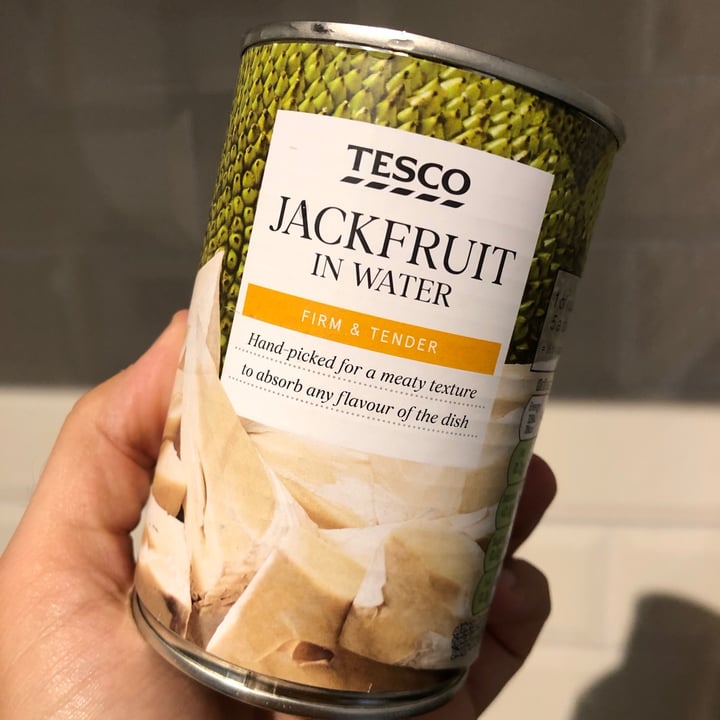 TESCO
JACKFRUIT
IN WATER
FIRM & TENDER
Hand-picked for a meaty texture
to absorb any flavour of the dish